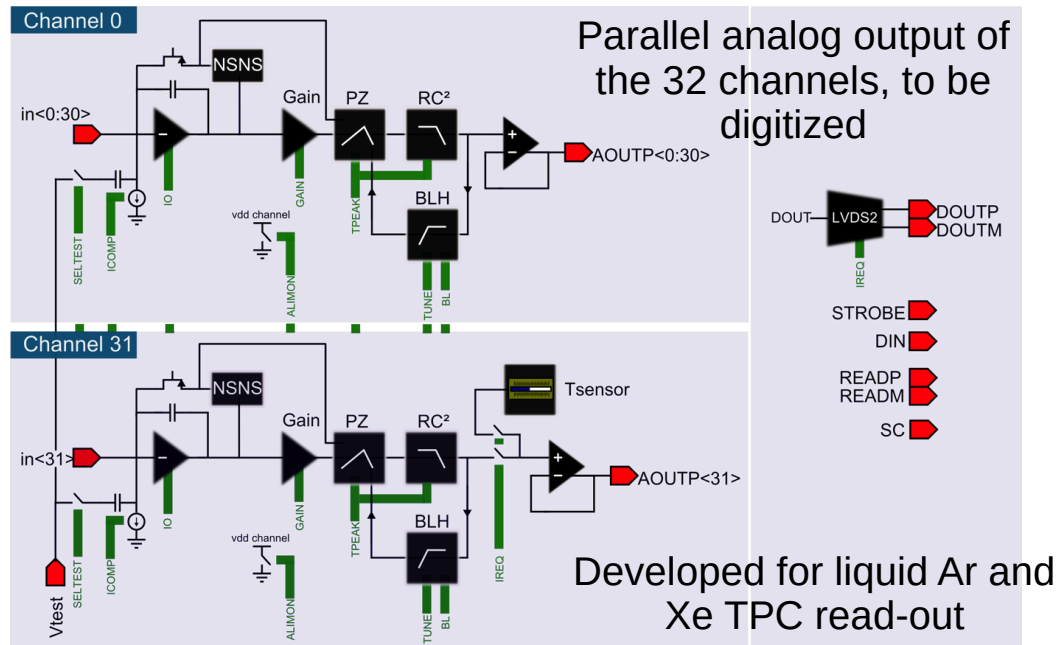 Channel 0
Parallel analog output of
the 32 channels, to be
digitized
NSNS
Gain
PZ
RC²
in<0:30>
−
+
−
AOUTP<0:30>
IO
GAIN
TPEAK
BLH
SELTEST
ICOMP
vdd channel
ALIMON
TUNE
BL
DOUT
LVDS2
DOUTP
DOUTM
IREQ
STROBE
DIN
READP
READM
SC
Channel 31
NSNS
Gain
PZ
RC²
Tsensor
in<31>
−
+
−
AOUTP<31>
IO
GAIN
TPEAK
BLH
SELTEST
ICOMP
vdd channel
ALIMON
TUNE
BL
IREQ
Vtest
Developed for liquid Ar and
Xe TPC read-out